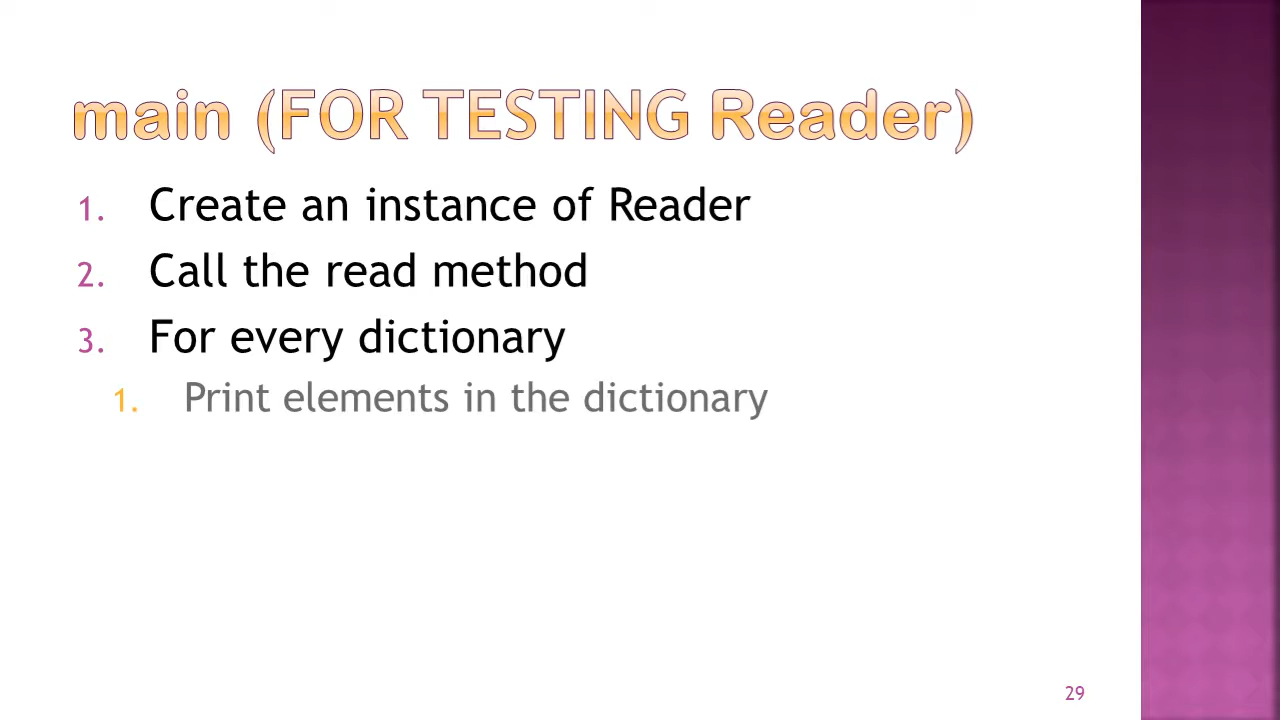 main (FOR TESTING Reader)
1. Create an instance of Reader
2. Call the read method
3. For every dictionary
1. Print elements in the dictionary
29